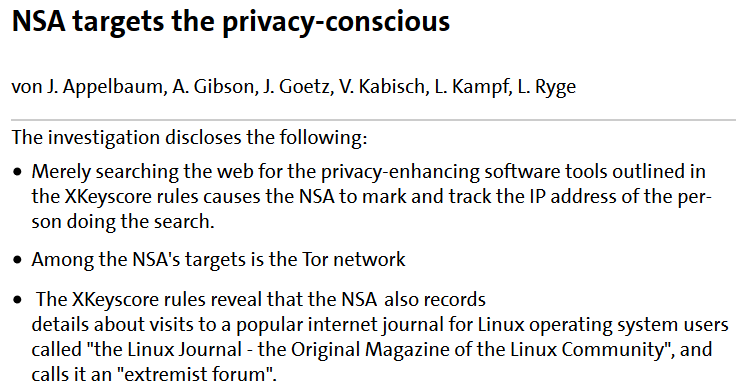 NSA targets the privacy-conscious
von J. Appelbaum, A. Gibson, J. Goetz, V. Kabisch, L. Kampf, L. Ryge
The investigation discloses the following:
• Merely searching the web for the privacy-enhancing software tools outlined in
the XKeyscore rules causes the NSA to mark and track the IP address of the per-
son doing the search.
• Among the NSA's targets is the Tor network
• The XKeyscore rules reveal that the NSA also records
details about visits to a popular internet journal for Linux operating system users
called "the Linux Journal - the Original Magazine of the Linux Community", and
calls it an "extremist forum".